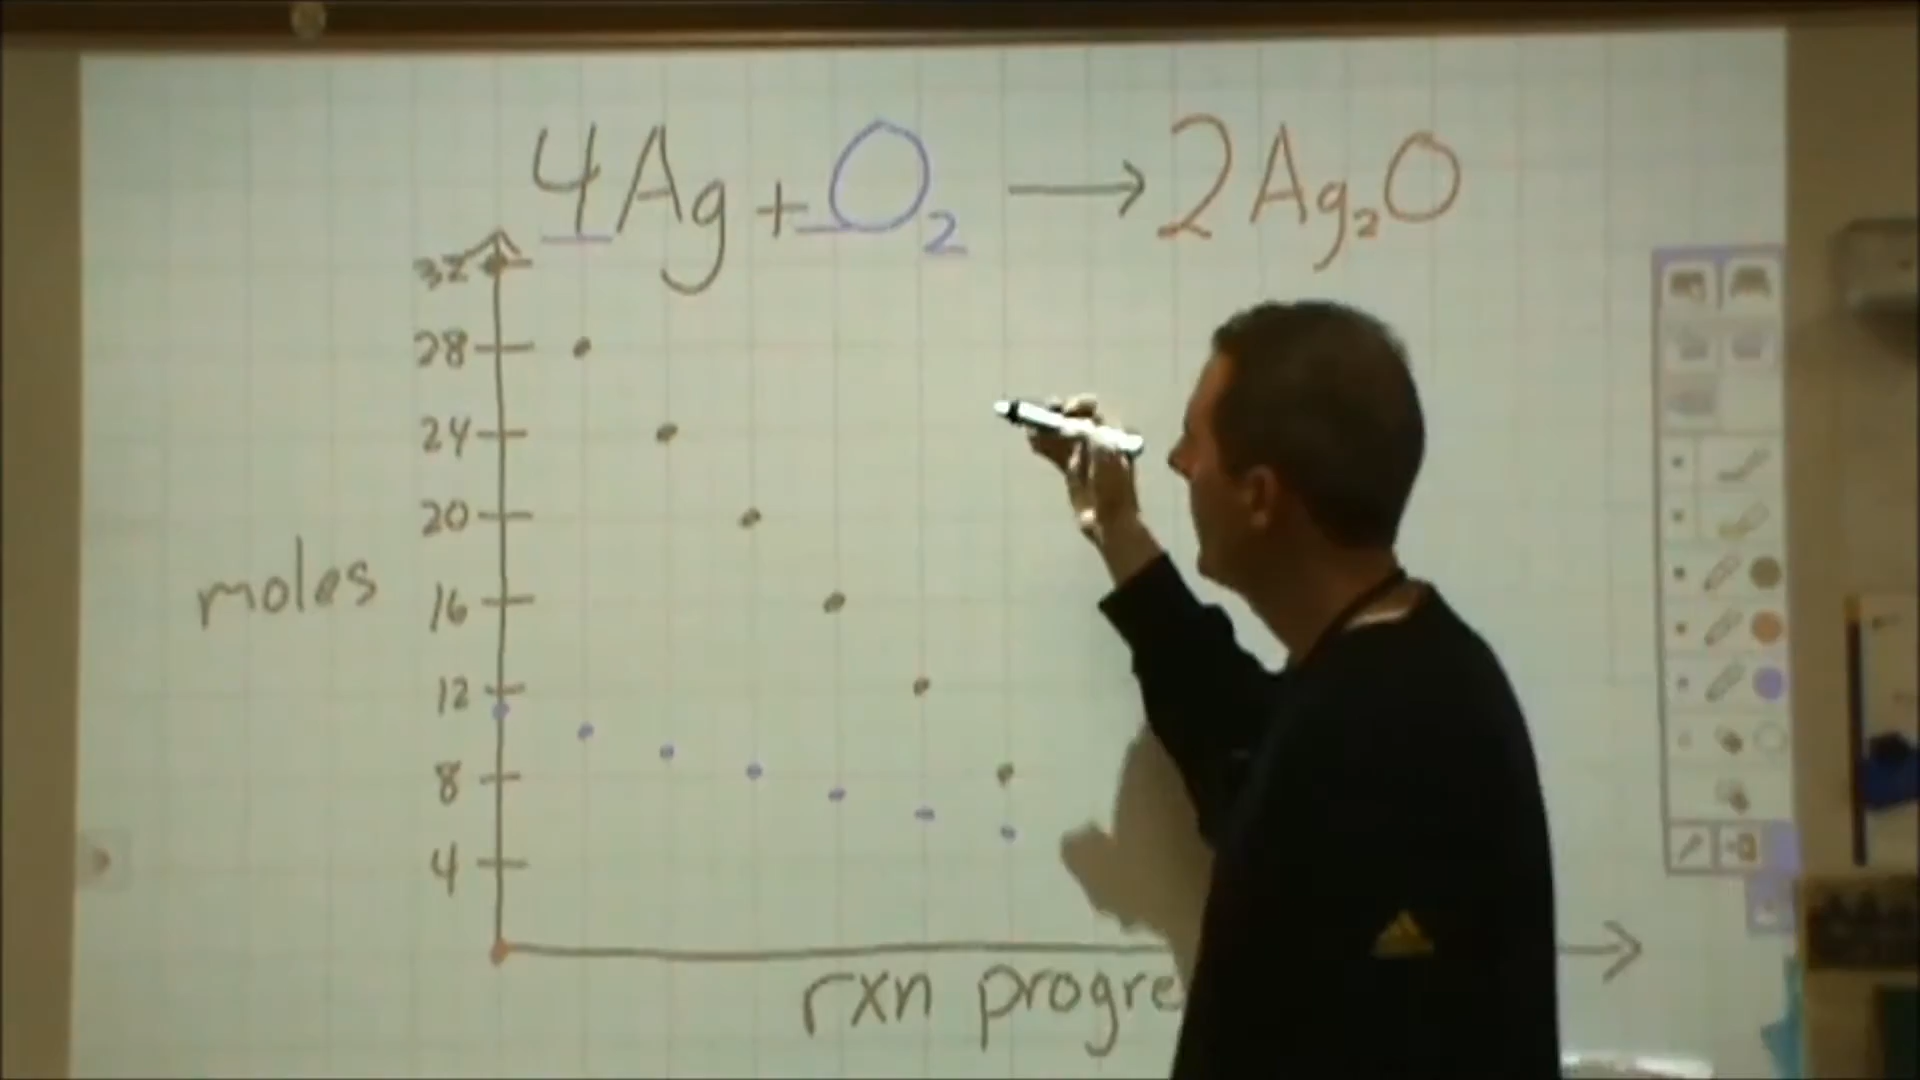 4Ag + O₂ → 2Ag₂O
32
28
24
20
moles
16
12
8
4
rxn progre